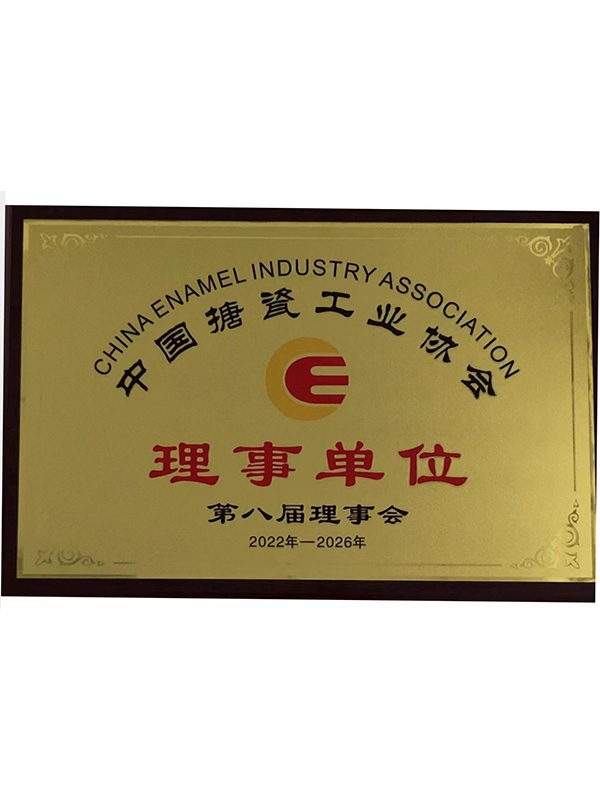 CHINA ENAMEL INDUSTRY ASSOCIATION
中国搪瓷工业协会
理事单位
第八届理事会
2022年—2026年